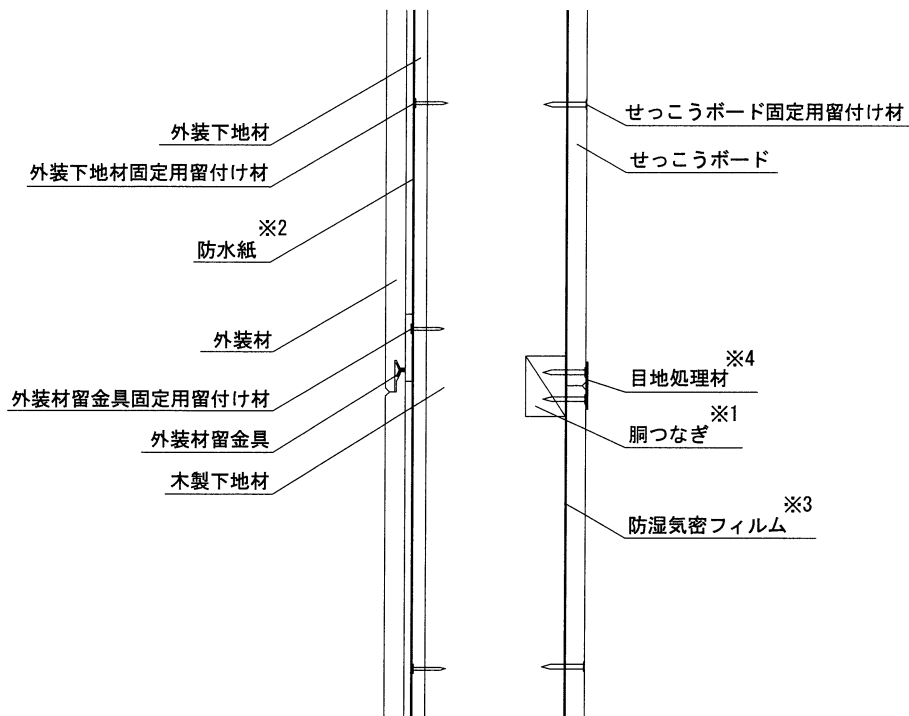 外装下地材
外装下地材固定用留付け材
防水紙※2
外装材
外装材留金具固定用留付け材
外装材留金具
木製下地材
せっこうボード固定用留付け材
せっこうボード
目地処理材※4
胴つなぎ※1
防湿気密フィルム※3